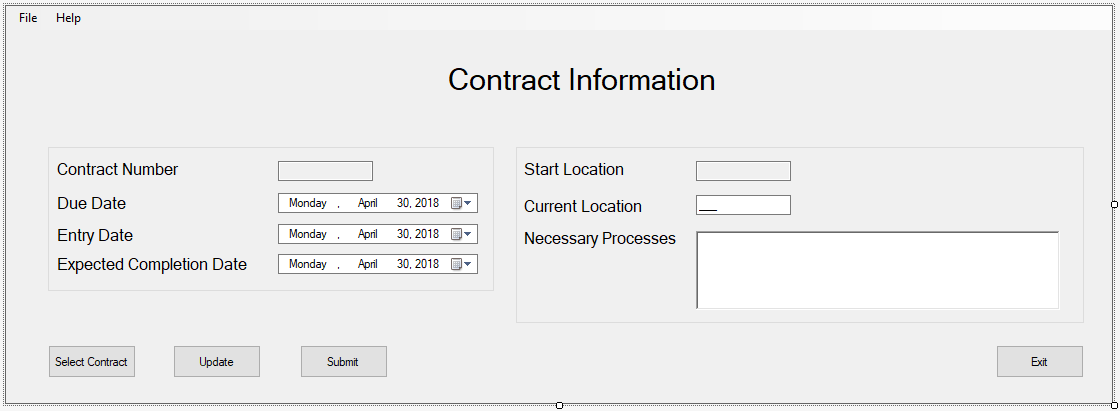 File Help
Contract Information
Contract Number
Due Date Monday , April 30, 2018
Entry Date Monday , April 30, 2018
Expected Completion Date Monday , April 30, 2018
Start Location
Current Location ___
Necessary Processes
Select Contract Update Submit Exit